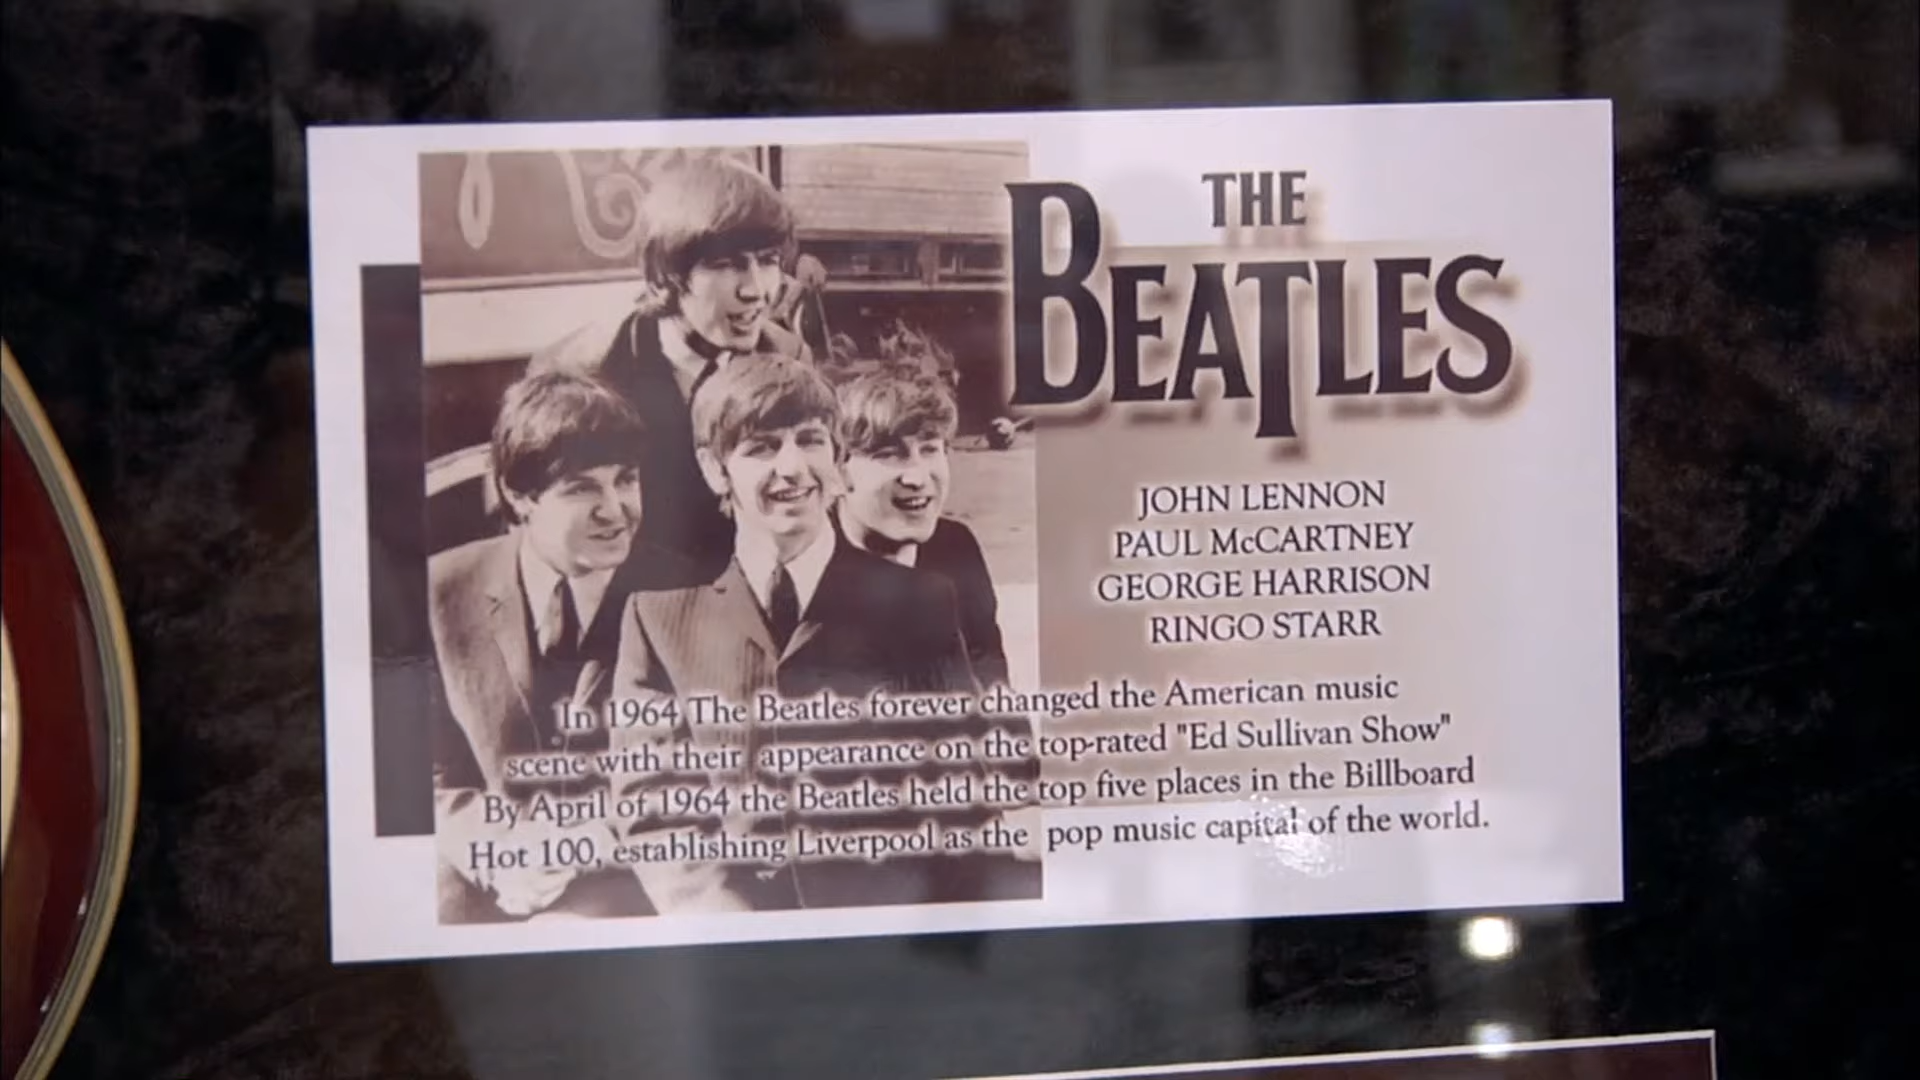 THE
BEATLES
JOHN LENNON
PAUL McCARTNEY
GEORGE HARRISON
RINGO STARR
In 1964 The Beatles forever changed the American music
scene with their appearance on the top-rated "Ed Sullivan Show"
By April of 1964 the Beatles held the top five places in the Billboard
Hot 100, establishing Liverpool as the pop music capital of the world.